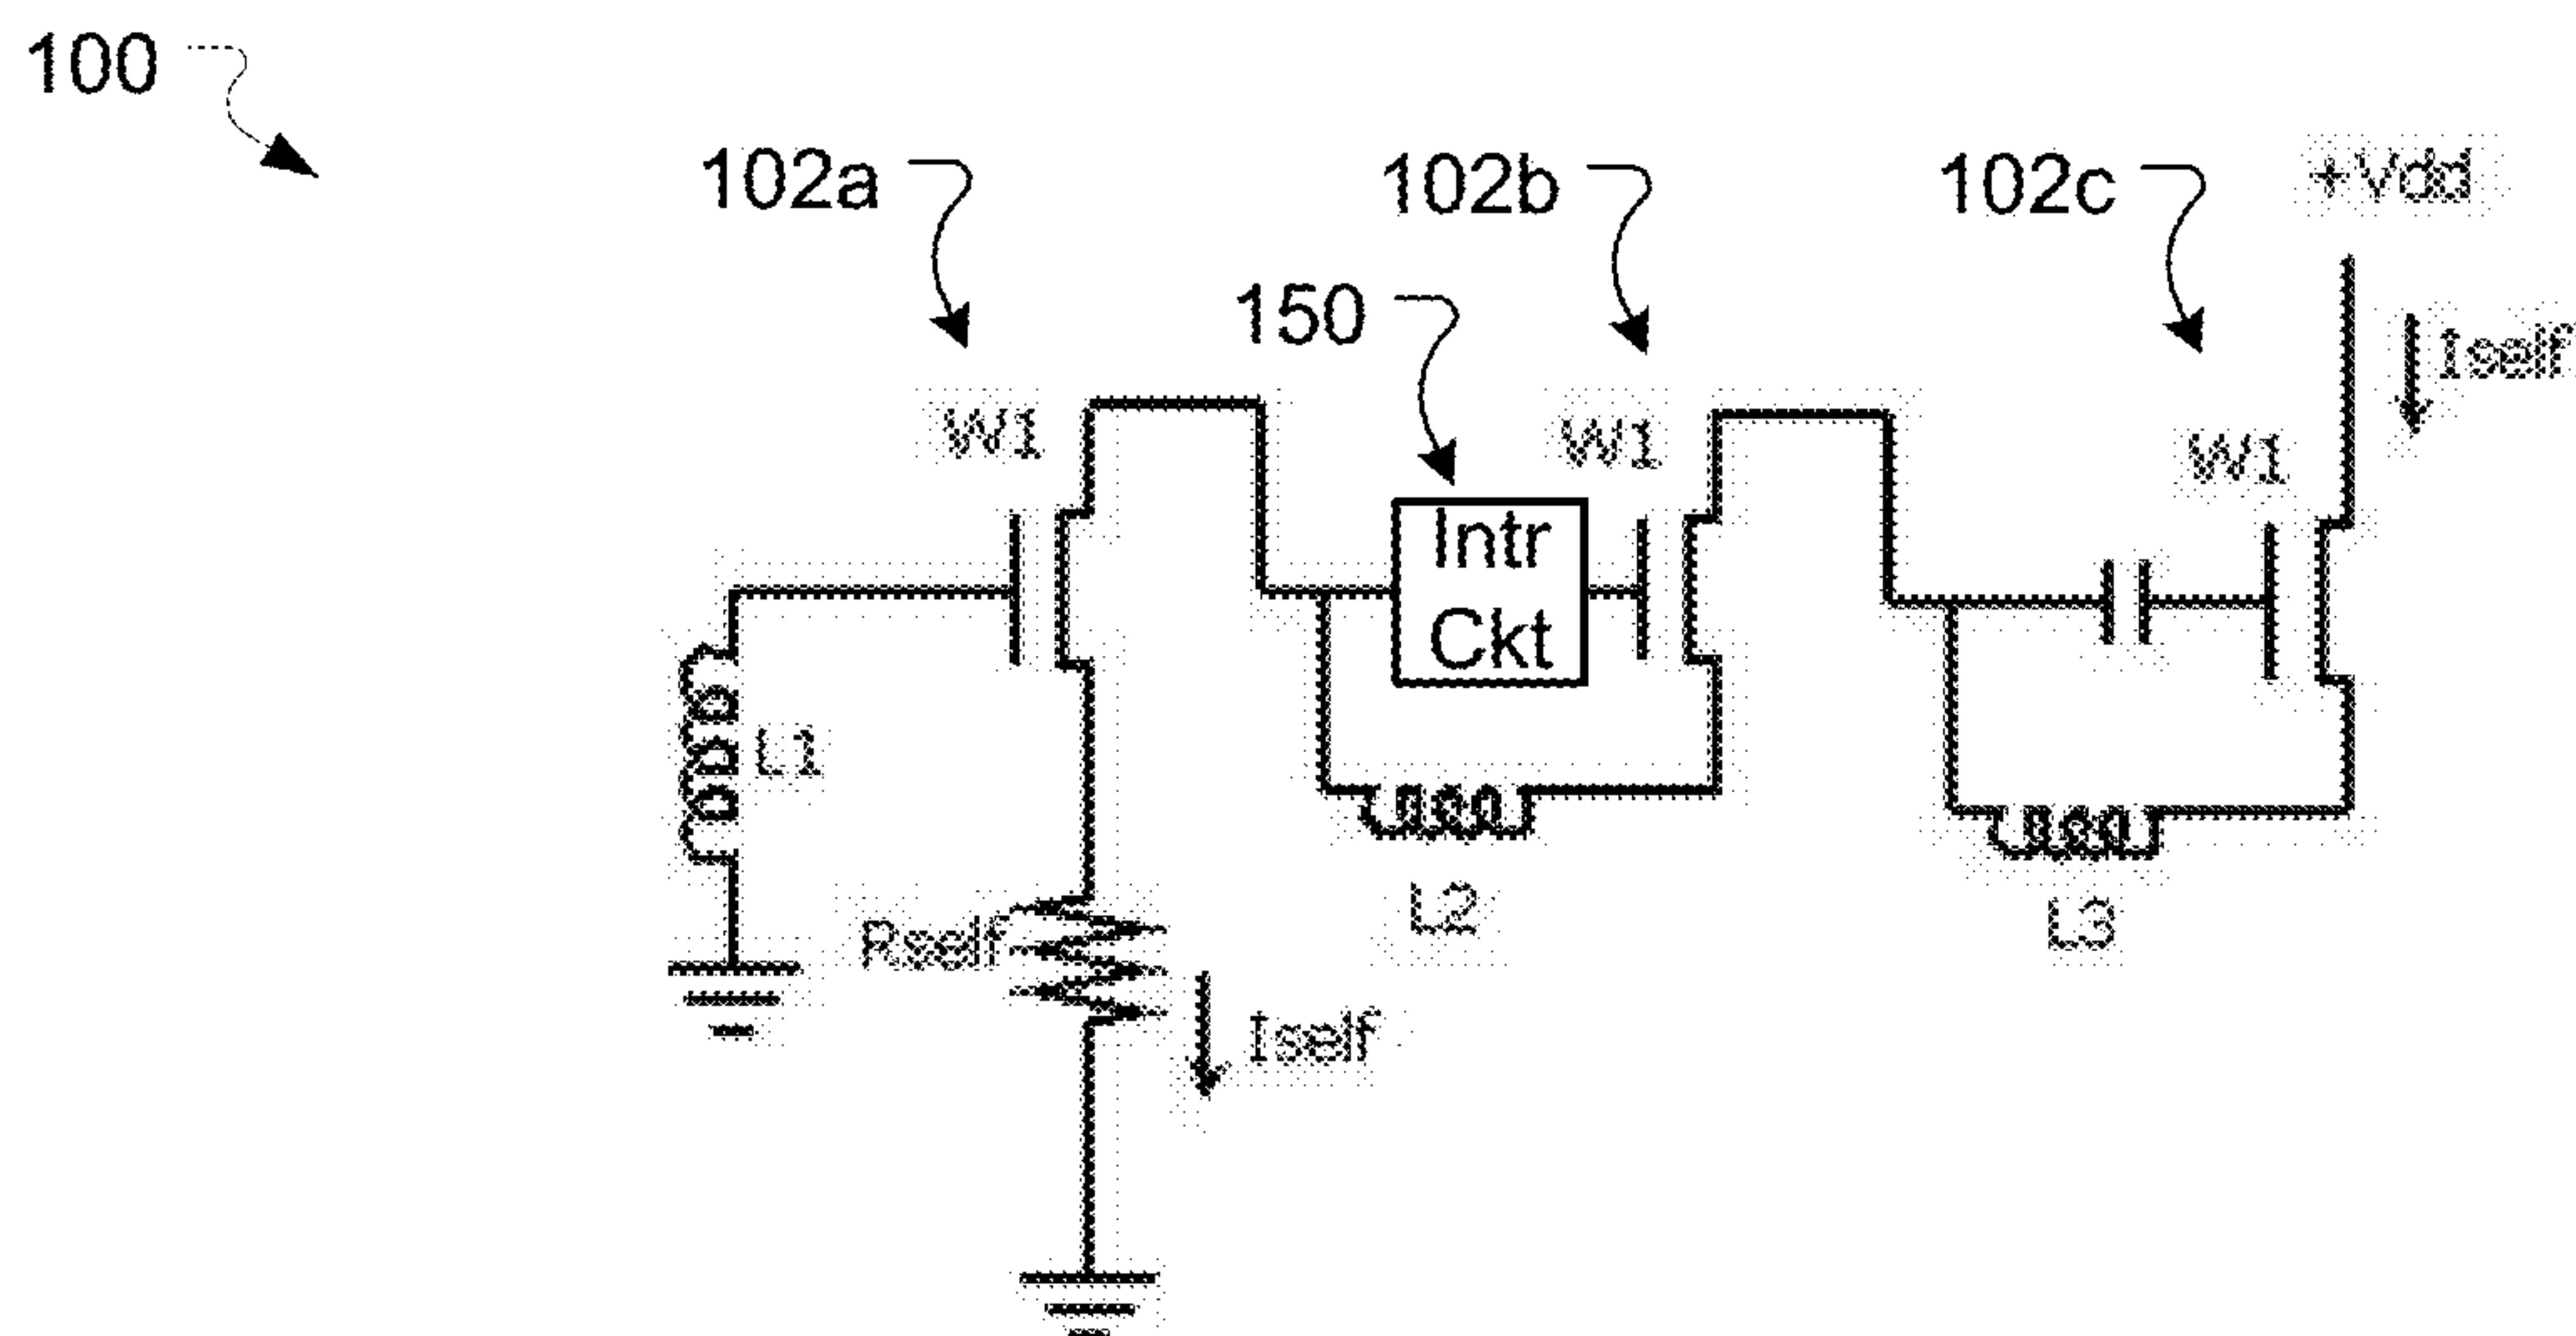 100
102a
102b
102c
+Vdd
150
Iself
W1
W1
W1
Intr
Ckt
L1
L2
L3
Rself
Iself